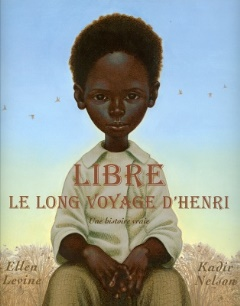 LIBRE
LE LONG VOYAGE D'HENRI
Une histoire vraie
Ellen Levine
Kadir Nelson